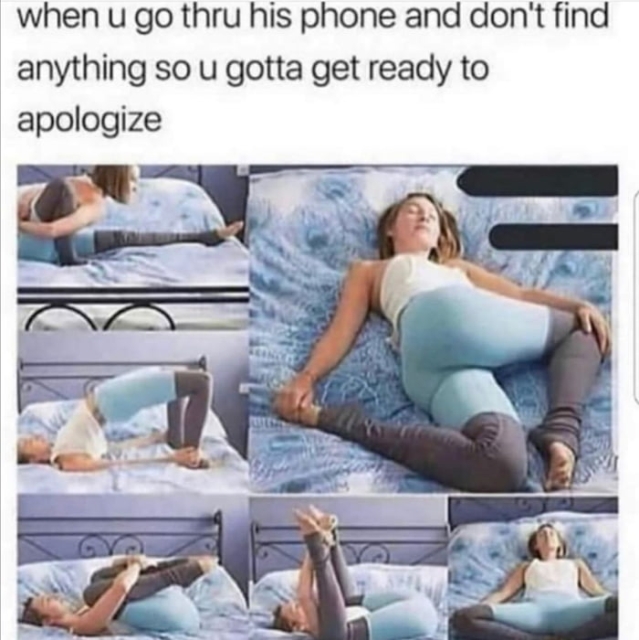 when u go thru his phone and don't find
anything so u gotta get ready to
apologize